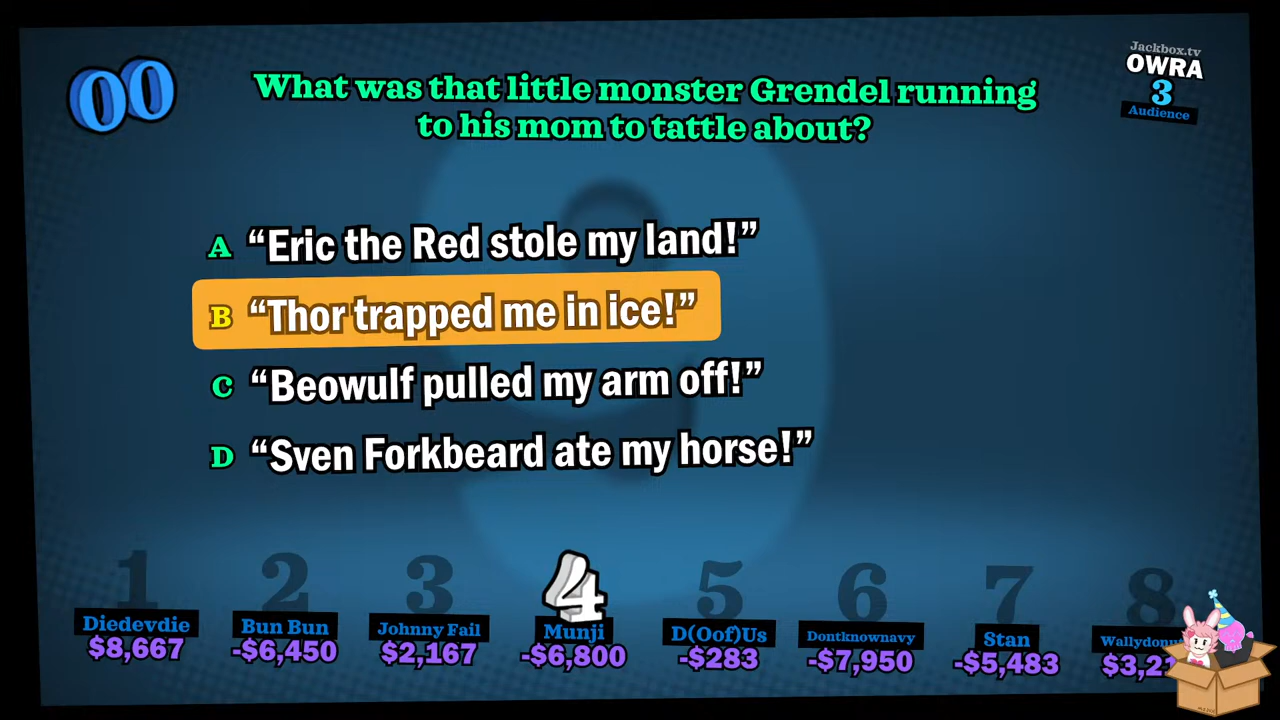 00
What was that little monster Grendel running
to his mom to tattle about?
Jackbox.tv
OWRA
3
Audience
A “Eric the Red stole my land!”
B “Thor trapped me in ice!”
C “Beowulf pulled my arm off!”
D “Sven Forkbeard ate my horse!”
9
1 2 3 4 5 6 7 8
Diedevdie Bun Bun Johnny Fail Munji D(Oof)Us Dontknownavy Stan
$8,667 -$6,450 $2,167 -$6,800 -$283 -$7,950 -$5,483